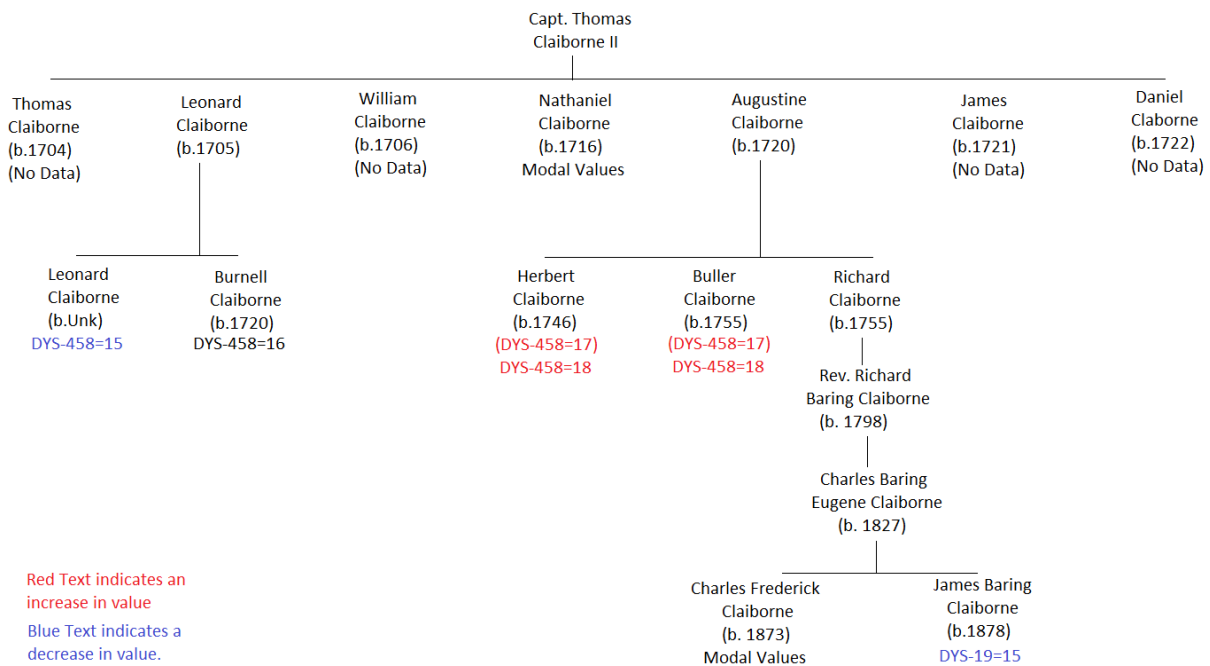 Capt. Thomas
Claiborne II
Thomas
Claiborne
(b.1704)
(No Data)
Leonard
Claiborne
(b.1705)
William
Claiborne
(b.1706)
(No Data)
Nathaniel
Claiborne
(b.1716)
Modal Values
Augustine
Claiborne
(b.1720)
James
Claiborne
(b.1721)
(No Data)
Daniel
Claborne
(b.1722)
(No Data)
Leonard
Claiborne
(b.Unk)
DYS-458=15
Burnell
Claiborne
(b.1720)
DYS-458=16
Herbert
Claiborne
(b.1746)
(DYS-458=17)
DYS-458=18
Buller
Claiborne
(b.1755)
(DYS-458=17)
DYS-458=18
Richard
Claiborne
(b.1755)
Rev. Richard
Baring Claiborne
(b. 1798)
Charles Baring
Eugene Claiborne
(b. 1827)
Charles Frederick
Claiborne
(b. 1873)
Modal Values
James Baring
Claiborne
(b.1878)
DYS-19=15
Red Text indicates an
increase in value
Blue Text indicates a
decrease in value.